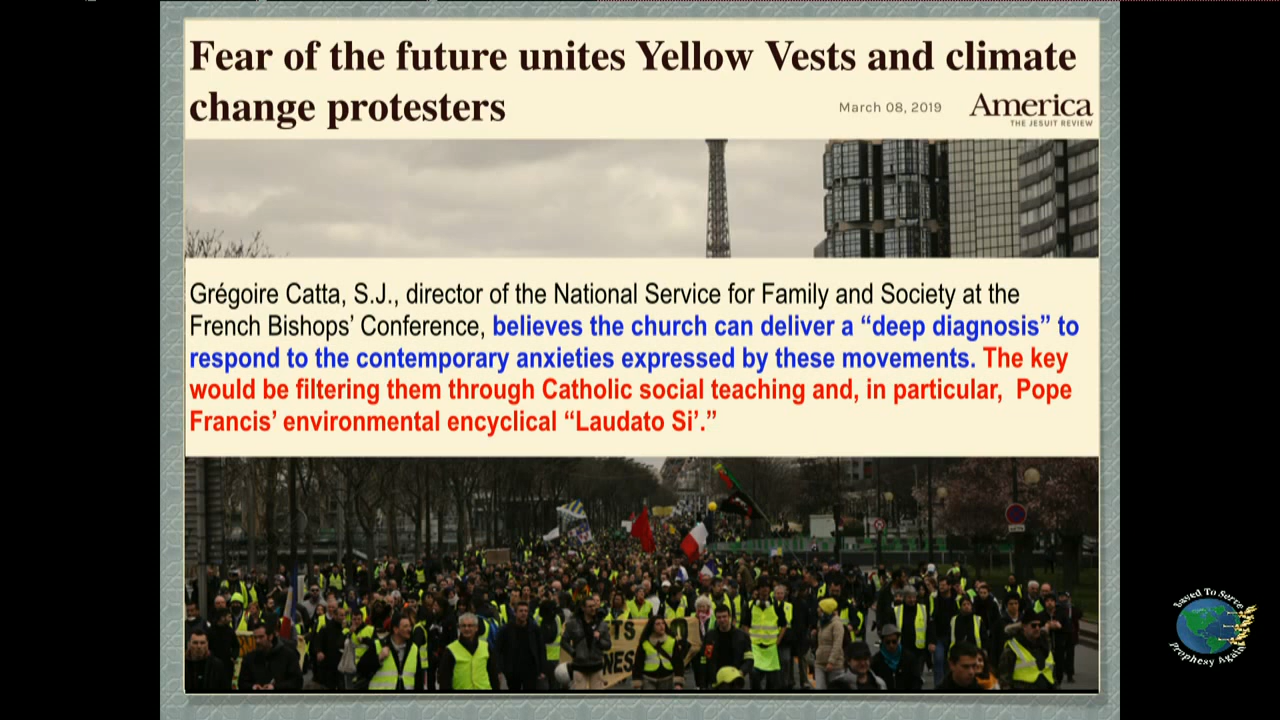 Fear of the future unites Yellow Vests and climate
change protesters
March 08, 2019
America
THE JESUIT REVIEW
Grégoire Catta, S.J., director of the National Service for Family and Society at the
French Bishops’ Conference, believes the church can deliver a “deep diagnosis” to
respond to the contemporary anxieties expressed by these movements. The key
would be filtering them through Catholic social teaching and, in particular, Pope
Francis’ environmental encyclical “Laudato Si’.”
To Serve
Prophesy Again